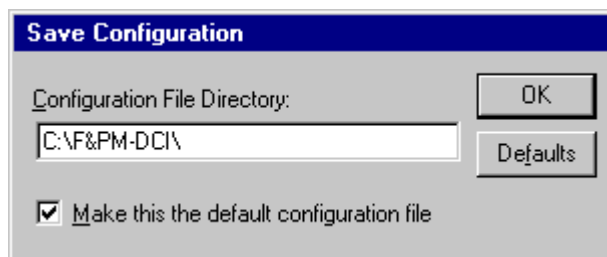 Save Configuration
Configuration File Directory:
OK
C:\F&PM-DCI\
Defaults
Make this the default configuration file